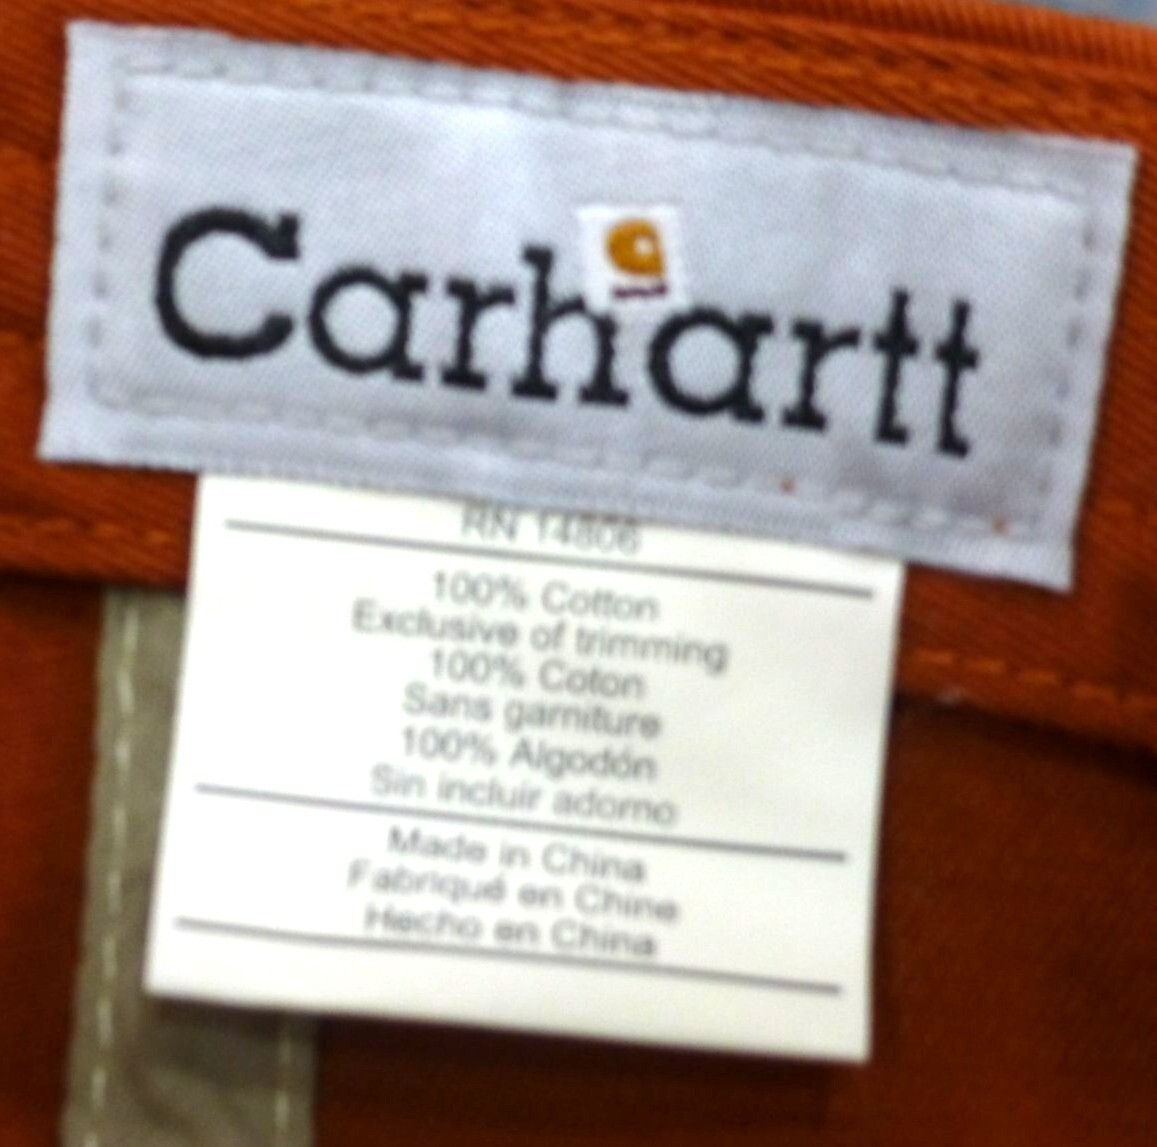 Carhartt
RN 14806
100% Cotton
Exclusive of trimming
100% Coton
Sans garniture
100% Algodón
Sin incluir adorno
Made in China
Fabriqué en Chine
Hecho en China